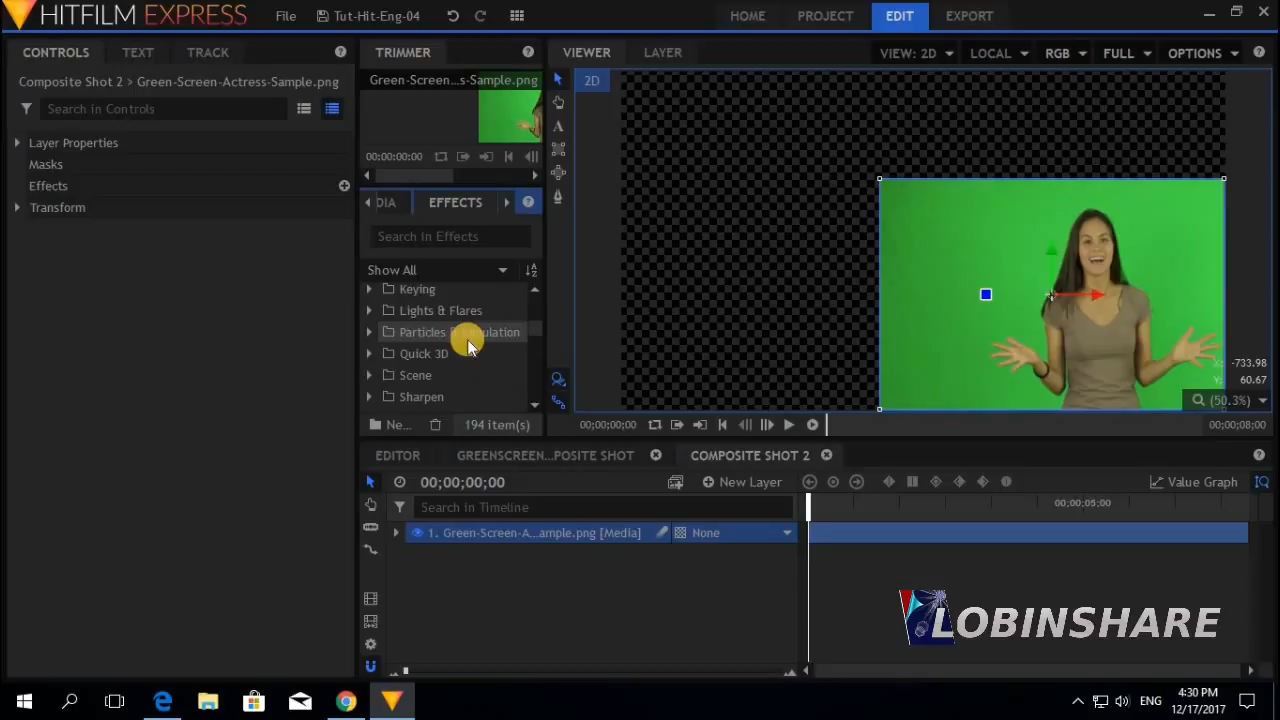 HITFILM EXPRESS
File
Tut-Hit-Eng-04
HOME
PROJECT
EDIT
EXPORT
CONTROLS
TEXT
TRACK
TRIMMER
VIEWER
LAYER
VIEW: 2D
LOCAL
RGB
FULL
OPTIONS
Composite Shot 2 > Green-Screen-Actress-Sample.png
Search in Controls
Layer Properties
Masks
Effects
Transform
Green-Screen...s-Sample.png
00:00:00:00
DIA
EFFECTS
Search in Effects
Show All
Keying
Lights & Flares
Particles
Quick 3D
Scene
Sharpen
Ne...
194 item(s)
2D
X: -733.98
Y: 60.67
(50.3%)
00;00;00;00
00;00;08;00
EDITOR
GREENSCREEN...POSITE SHOT
COMPOSITE SHOT 2
00;00;00;00
New Layer
Value Graph
Search in Timeline
00;00;05;00
1. Green-Screen-A...ample.png [Media]
None
LOBINSHARE
ENG
4:30 PM
12/17/2017